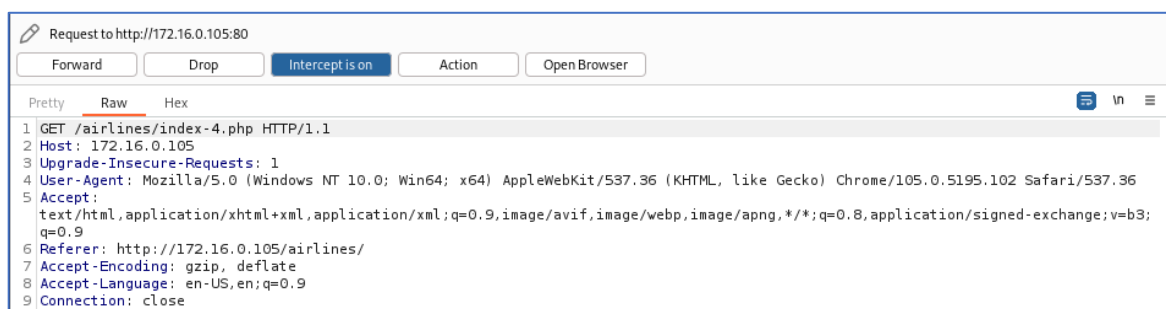 Request to http://172.16.0.105:80
Forward Drop Intercept is on Action Open Browser
Pretty Raw Hex \n
1 GET /airlines/index-4.php HTTP/1.1
2 Host: 172.16.0.105
3 Upgrade-Insecure-Requests: 1
4 User-Agent: Mozilla/5.0 (Windows NT 10.0; Win64; x64) AppleWebKit/537.36 (KHTML, like Gecko) Chrome/105.0.5195.102 Safari/537.36
5 Accept:
text/html,application/xhtml+xml,application/xml;q=0.9,image/avif,image/webp,image/apng,*/*;q=0.8,application/signed-exchange;v=b3;
q=0.9
6 Referer: http://172.16.0.105/airlines/
7 Accept-Encoding: gzip, deflate
8 Accept-Language: en-US,en;q=0.9
9 Connection: close